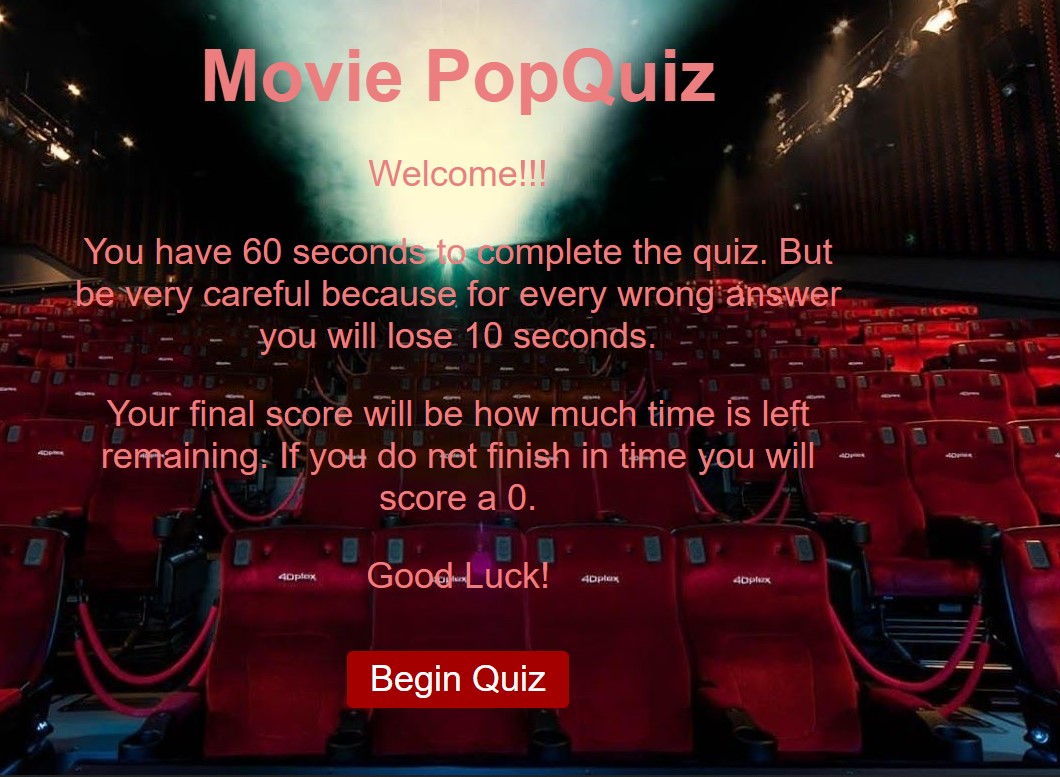 Movie PopQuiz
Welcome!!!
You have 60 seconds to complete the quiz. But
be very careful because for every wrong answer
you will lose 10 seconds.
Your final score will be how much time is left
remaining. If you do not finish in time you will
score a 0.
Good Luck!
4Dplex
4Dplex
4Dplex
4Dplex
Begin Quiz